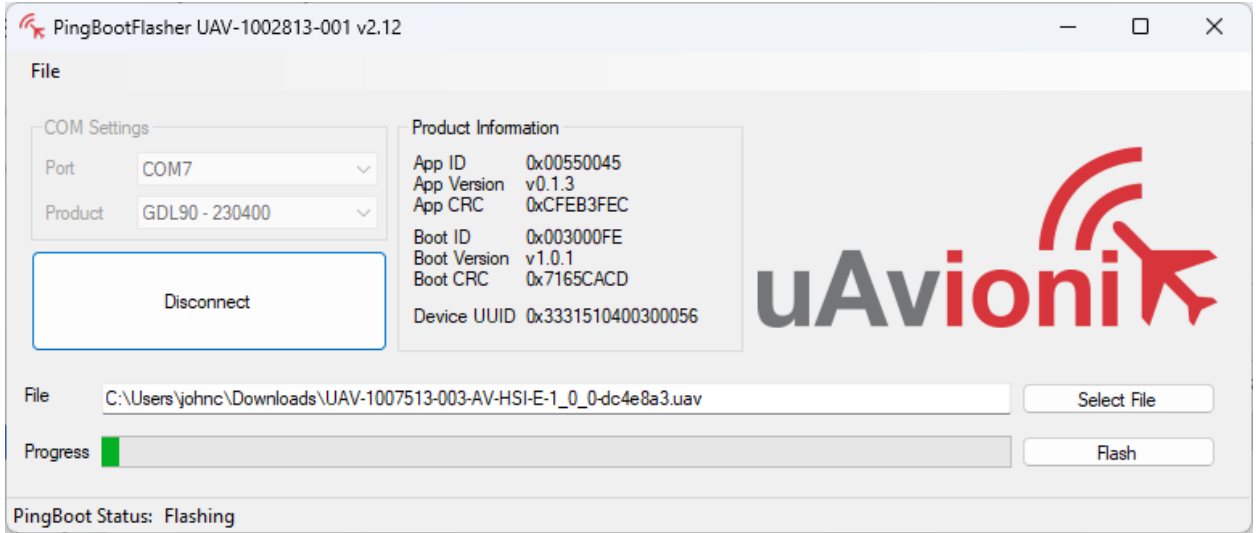 PingBootFlasher UAV-1002813-001 v2.12
File
COM Settings
Port COM7
Product GDL90 - 230400
Disconnect
Product Information
App ID 0x00550045
App Version v0.1.3
App CRC 0xCFEB3FEC
Boot ID 0x003000FE
Boot Version v1.0.1
Boot CRC 0x7165CACD
Device UUID 0x3331510400300056
uAvioni
File C:\Users\johnc\Downloads\UAV-1007513-003-AV-HSI-E-1_0_0-dc4e8a3.uav Select File
Progress Flash
PingBoot Status: Flashing